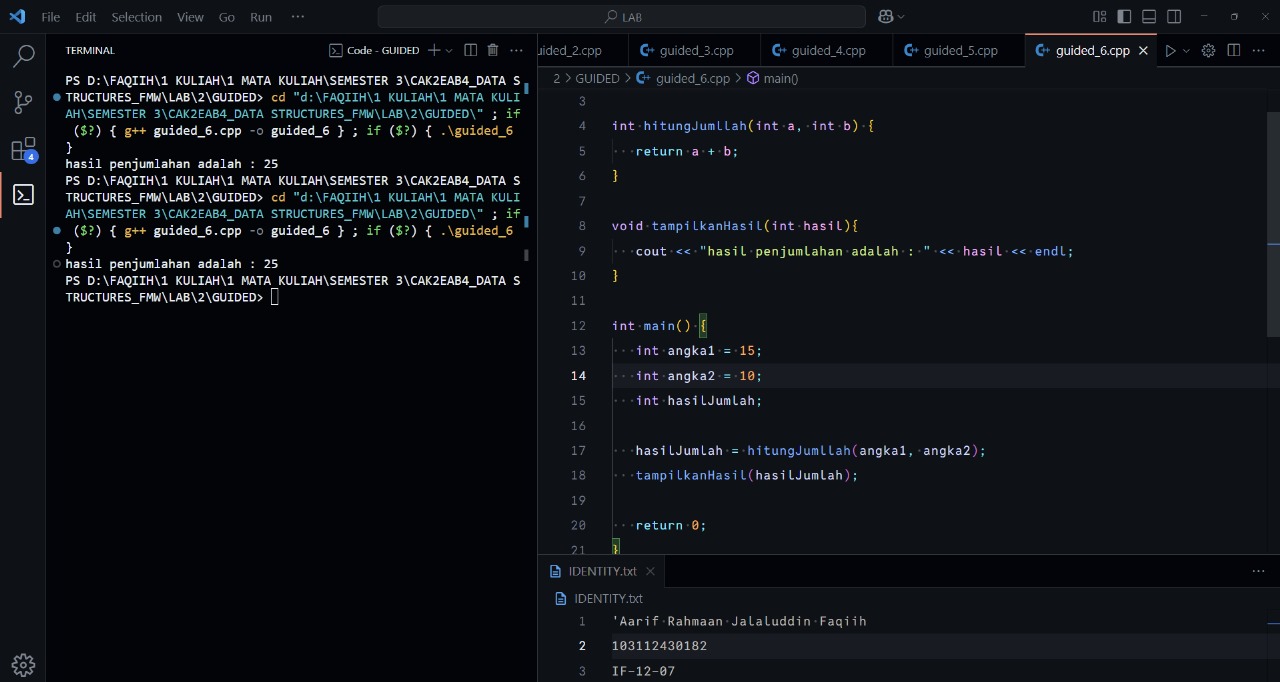 File Edit Selection View Go Run ··· LAB
TERMINAL
Code - GUIDED
PS D:\FAQIIH\1 KULIAH\1 MATA KULIAH\SEMESTER 3\CAK2EAB4_DATA S
TRUCTURES_FMW\LAB\2\GUIDED> cd "d:\FAQIIH\1 KULIAH\1 MATA KULI
AH\SEMESTER 3\CAK2EAB4_DATA STRUCTURES_FMW\LAB\2\GUIDED\" ; if
($?) { g++ guided_6.cpp -o guided_6 } ; if ($?) { .\guided_6
}
hasil penjumlahan adalah : 25
PS D:\FAQIIH\1 KULIAH\1 MATA KULIAH\SEMESTER 3\CAK2EAB4_DATA S
TRUCTURES_FMW\LAB\2\GUIDED> cd "d:\FAQIIH\1 KULIAH\1 MATA KULI
AH\SEMESTER 3\CAK2EAB4_DATA STRUCTURES_FMW\LAB\2\GUIDED\" ; if
($?) { g++ guided_6.cpp -o guided_6 } ; if ($?) { .\guided_6
}
hasil penjumlahan adalah : 25
PS D:\FAQIIH\1 KULIAH\1 MATA KULIAH\SEMESTER 3\CAK2EAB4_DATA S
TRUCTURES_FMW\LAB\2\GUIDED>
4
uided_2.cpp guided_3.cpp guided_4.cpp guided_5.cpp guided_6.cpp
2 > GUIDED > guided_6.cpp > main()
3
4 int hitungJumllah(int a, int b) {
5 return a + b;
6 }
7
8 void tampilkanHasil(int hasil){
9 cout << "hasil penjumlahan adalah : " << hasil << endl;
10 }
11
12 int main() {
13 int angka1 = 15;
14 int angka2 = 10;
15 int hasilJumlah;
16
17 hasilJumlah = hitungJumllah(angka1, angka2);
18 tampilkanHasil(hasilJumlah);
19
20 return 0;
21 }
IDENTITY.txt
IDENTITY.txt
1 'Aarif Rahmaan Jalaluddin Faqiih
2 103112430182
3 IF-12-07